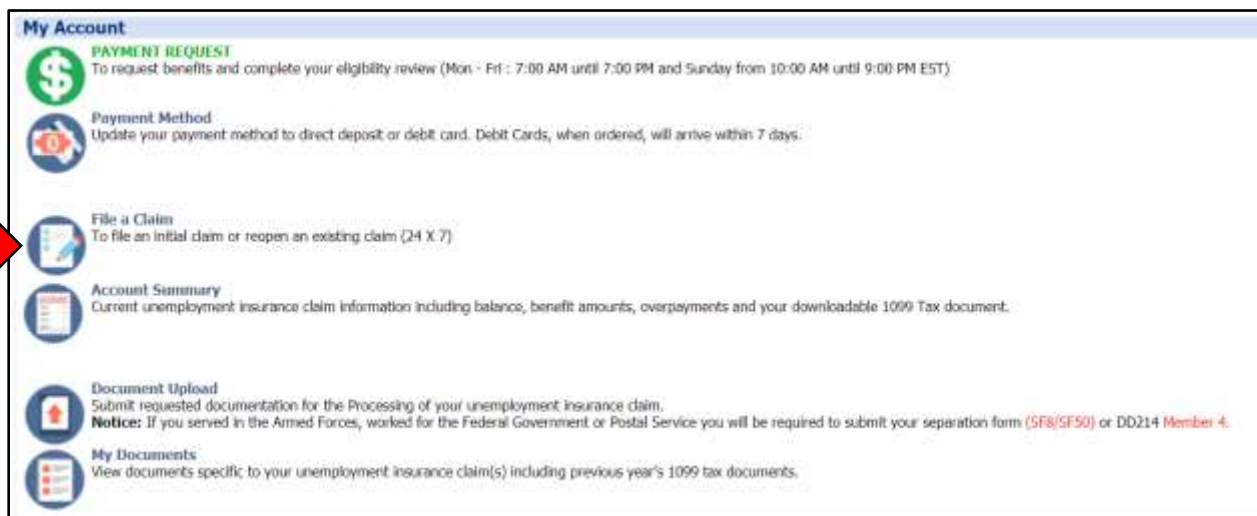 My Account
PAYMENT REQUEST
To request benefits and complete your eligibility review (Mon - Fri : 7:00 AM until 7:00 PM and Sunday from 10:00 AM until 9:00 PM EST)
Payment Method
Update your payment method to direct deposit or debit card. Debit Cards, when ordered, will arrive within 7 days.
File a Claim
To file an initial claim or reopen an existing claim (24 X 7)
Account Summary
Current unemployment insurance claim information including balance, benefit amounts, overpayments and your downloadable 1099 Tax document.
Document Upload
Submit requested documentation for the Processing of your unemployment insurance claim.
Notice: If you served in the Armed Forces, worked for the Federal Government or Postal Service you will be required to submit your separation form (SF8/SF50) or DD214 Member 4.
My Documents
View documents specific to your unemployment insurance claim(s) including previous year's 1099 tax documents.